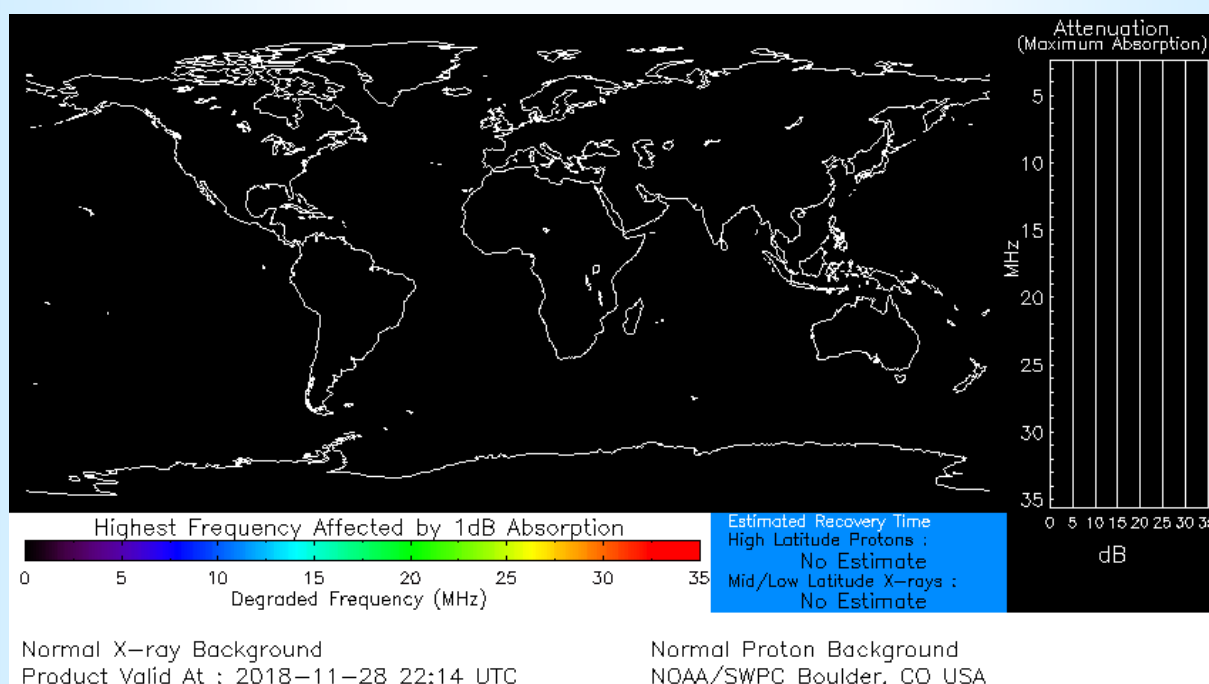 Attenuation
(Maximum Absorption)
5
10
15
20
25
30
35
MHz
0 5 10 15 20 25 30 35
dB
Highest Frequency Affected by 1dB Absorption
0 5 10 15 20 25 30 35
Degraded Frequency (MHz)
Estimated Recovery Time
High Latitude Protons :
No Estimate
Mid/Low Latitude X-rays :
No Estimate
Normal X-ray Background
Product Valid At : 2018-11-28 22:14 UTC
Normal Proton Background
NOAA/SWPC Boulder, CO USA